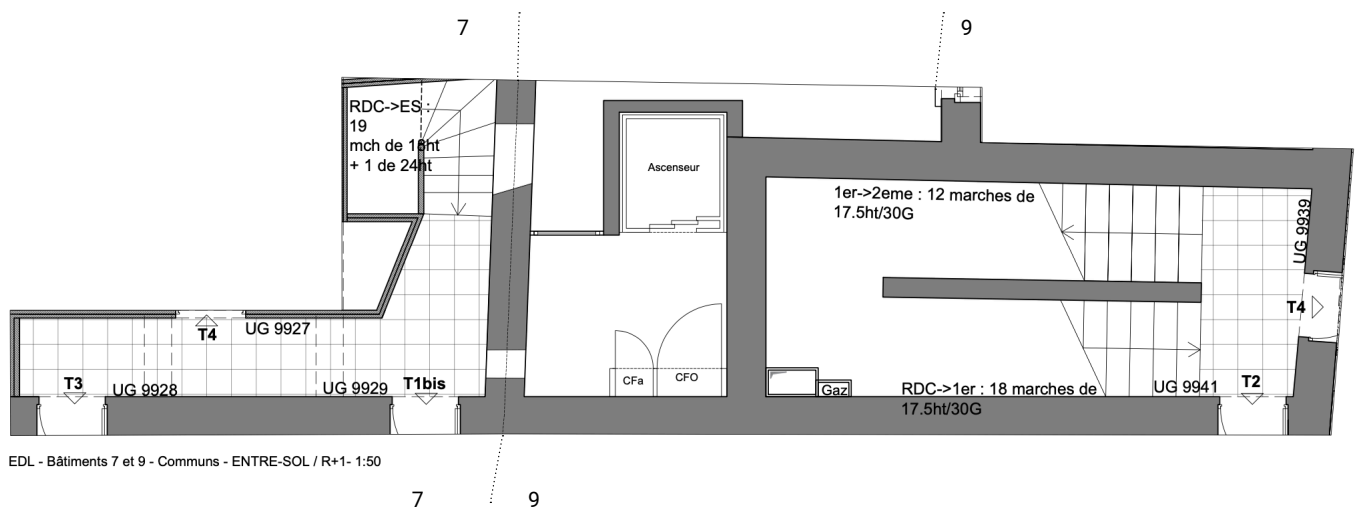 7
9
RDC->ES :
19
mch de 18ht
+ 1 de 24ht
Ascenseur
1er->2eme : 12 marches de
17.5ht/30G
UG 9939
T4
T4
UG 9927
T3
UG 9928
UG 9929
T1bis
CFa
CFO
Gaz
RDC->1er : 18 marches de
17.5ht/30G
UG 9941
T2
EDL - Bâtiments 7 et 9 - Communs - ENTRE-SOL / R+1- 1:50
7
9